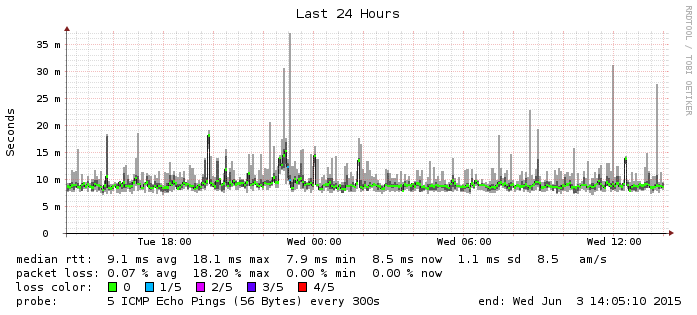 Last 24 Hours
RRDTOOL / TOBI OETIKER
Seconds
35 m
30 m
25 m
20 m
15 m
10 m
5 m
0
Tue 18:00 Wed 00:00 Wed 06:00 Wed 12:00
median rtt: 9.1 ms avg 18.1 ms max 7.9 ms min 8.5 ms now 1.1 ms sd 8.5 am/s
packet loss: 0.07 % avg 18.20 % max 0.00 % min 0.00 % now
loss color: 0 1/5 2/5 3/5 4/5
probe: 5 ICMP Echo Pings (56 Bytes) every 300s end: Wed Jun 3 14:05:10 2015